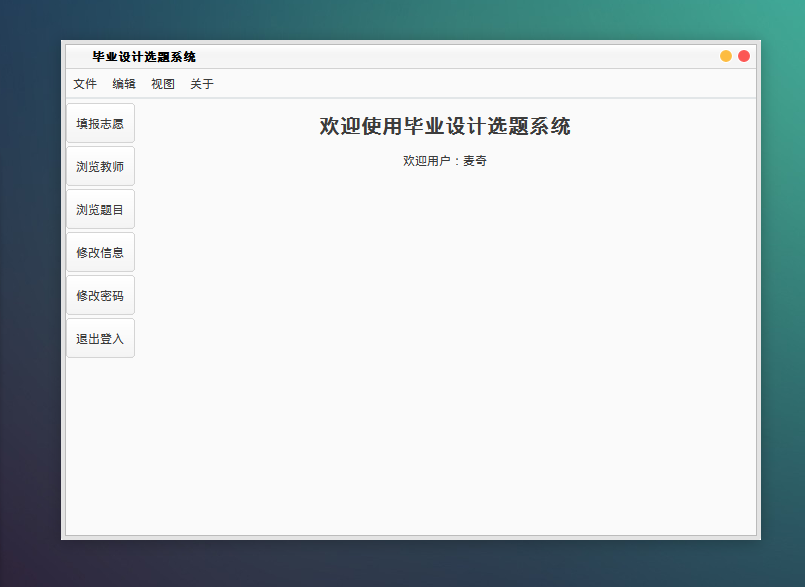 毕业设计选题系统
文件 编辑 视图 关于
填报志愿
浏览教师
浏览题目
修改信息
修改密码
退出登入
欢迎使用毕业设计选题系统
欢迎用户：麦奇